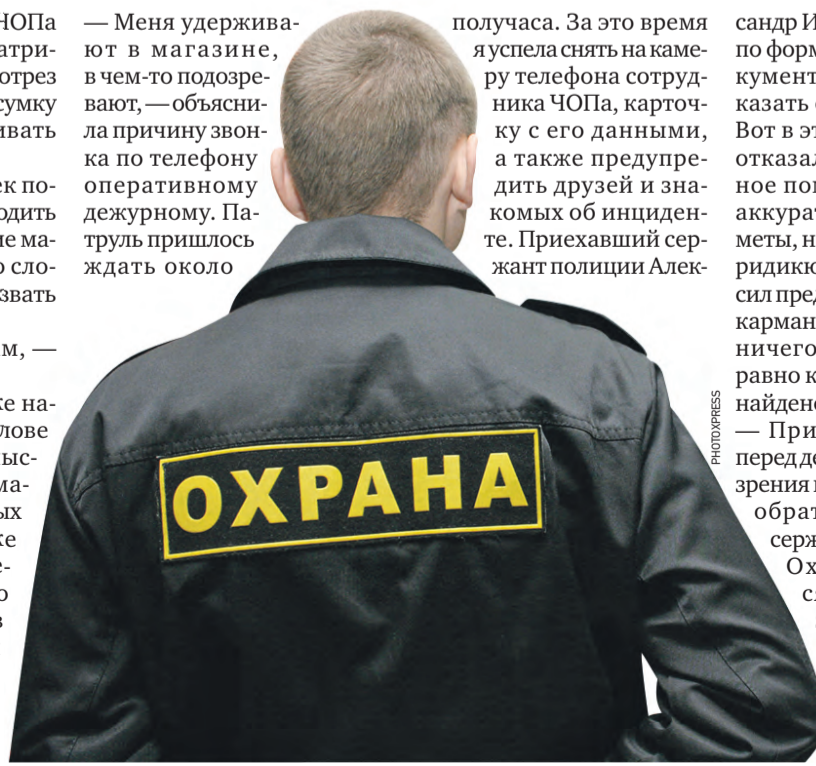 ЧОПа
атри-
отрез
сумку
ивать
ек по-
одить
ие ма-
о сло-
звать
м, —
же на-
лове
ыс-
ма-
ых
же
е-
о
в
— Меня удержива-
ют в магазине,
в чем-то подозре-
вают, — объясни-
ла причину звон-
ка по телефону
оперативному
дежурному. Па-
труль пришлось
ждать около
получаса. За это время
я успела снять на каме-
ру телефона сотруд-
ника ЧОПа, карточ-
ку с его данными,
а также предупре-
дить друзей и зна-
комых об инциден-
те. Приехавший сер-
жант полиции Алек-
ОХРАНА
PHOTOXPRESS
сандр И
по форм
кумент
казать
Вот в эт
отказал
ное пом
аккурат
меты, н
ридикю
сил пред
карман
ничего
равно к
найдено
— При
перед де
зрения
обрат
серж
Ох